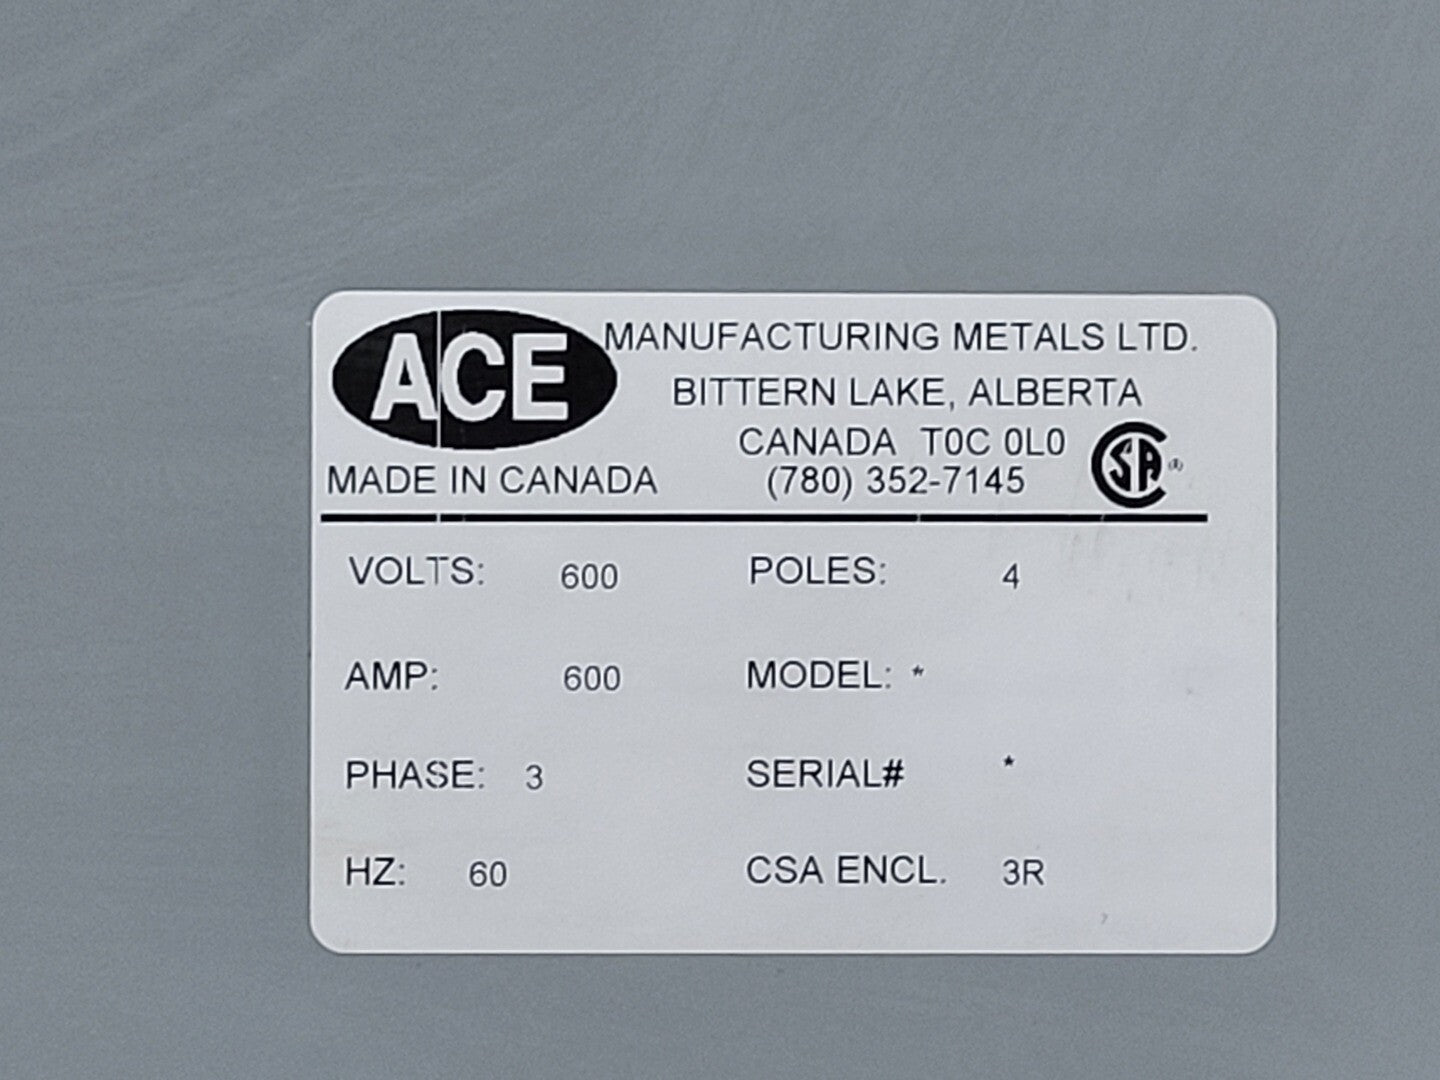 ACE MANUFACTURING METALS LTD.
BITTERN LAKE, ALBERTA
CANADA T0C 0L0
MADE IN CANADA (780) 352-7145
CSA ®
VOLTS: 600 POLES: 4
AMP: 600 MODEL: *
PHASE: 3 SERIAL# *
HZ: 60 CSA ENCL. 3R